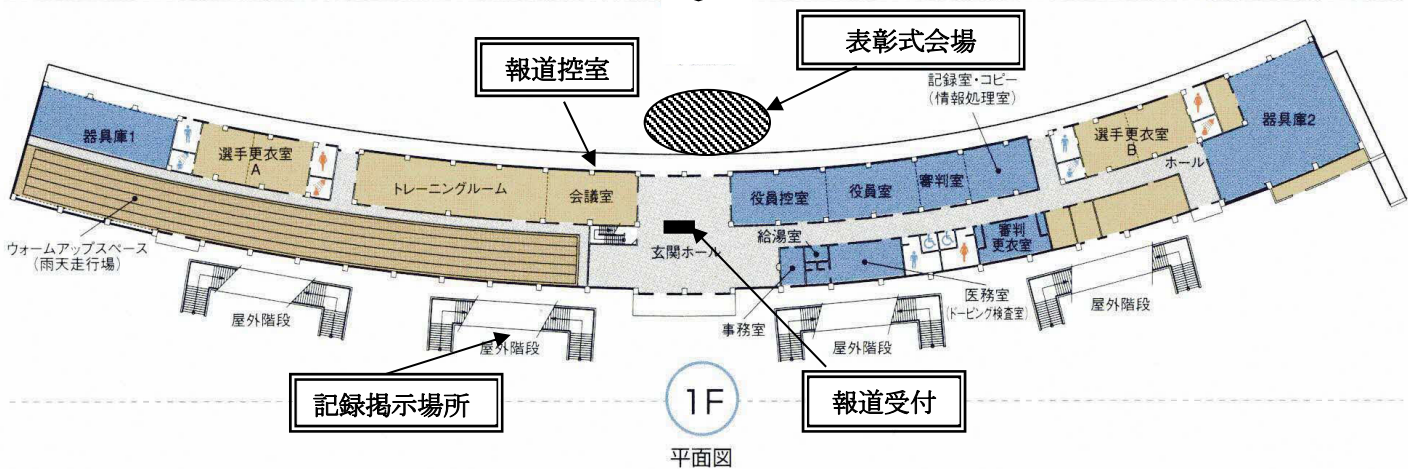 表彰式会場
報道控室
記録室・コピー
(情報処理室)
器具庫1
選手更衣室
A
トレーニングルーム
会議室
役員控室
役員室
審判室
選手更衣室
B
ホール
器具庫2
ウォームアップスペース
(雨天走行場)
玄関ホール
給湯室
審判
更衣室
事務室
医務室
(ドーピング検査室)
屋外階段
屋外階段
屋外階段
屋外階段
記録掲示場所
1F
報道受付
平面図